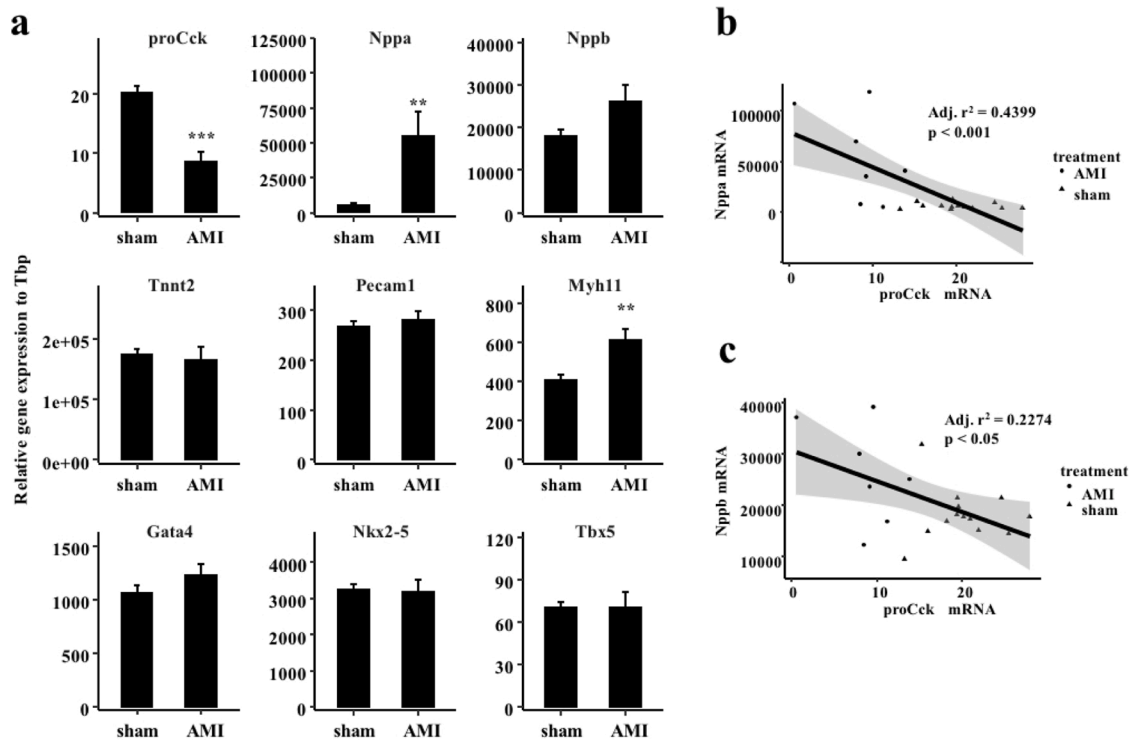 a
Relative gene expression to Tbp
proCck
20
10
0
sham AMI
***
Nppa
125000
100000
75000
50000
25000
0
sham AMI
**
Nppb
40000
30000
20000
10000
0
sham AMI
Tnnt2
2e+05
1e+05
0e+00
sham AMI
Pecam1
300
200
100
0
sham AMI
Myh11
800
600
400
200
0
sham AMI
**
Gata4
1500
1000
500
0
sham AMI
Nkx2-5
4000
3000
2000
1000
0
sham AMI
Tbx5
120
90
60
30
0
sham AMI
b
Nppa mRNA
100000
50000
0
Adj. r² = 0.4399
p < 0.001
treatment
AMI
sham
0 10 20
proCck mRNA
c
Nppb mRNA
40000
30000
20000
10000
Adj. r² = 0.2274
p < 0.05
treatment
AMI
sham
0 10 20
proCck mRNA